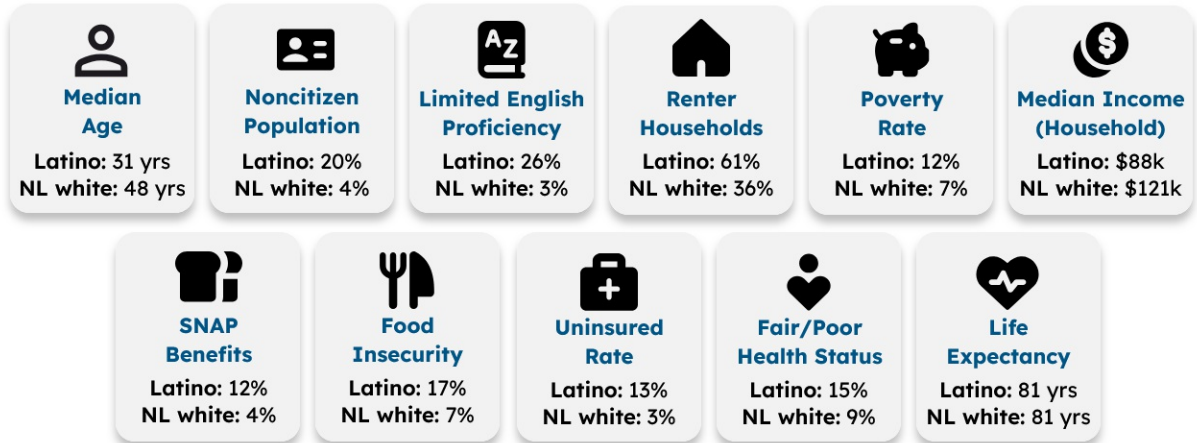 Median
Age
Latino: 31 yrs
NL white: 48 yrs
Noncitizen
Population
Latino: 20%
NL white: 4%
AZ
Limited English
Proficiency
Latino: 26%
NL white: 3%
Renter
Households
Latino: 61%
NL white: 36%
Poverty
Rate
Latino: 12%
NL white: 7%
$
Median Income
(Household)
Latino: $88k
NL white: $121k
SNAP
Benefits
Latino: 12%
NL white: 4%
Food
Insecurity
Latino: 17%
NL white: 7%
Uninsured
Rate
Latino: 13%
NL white: 3%
Fair/Poor
Health Status
Latino: 15%
NL white: 9%
Life
Expectancy
Latino: 81 yrs
NL white: 81 yrs